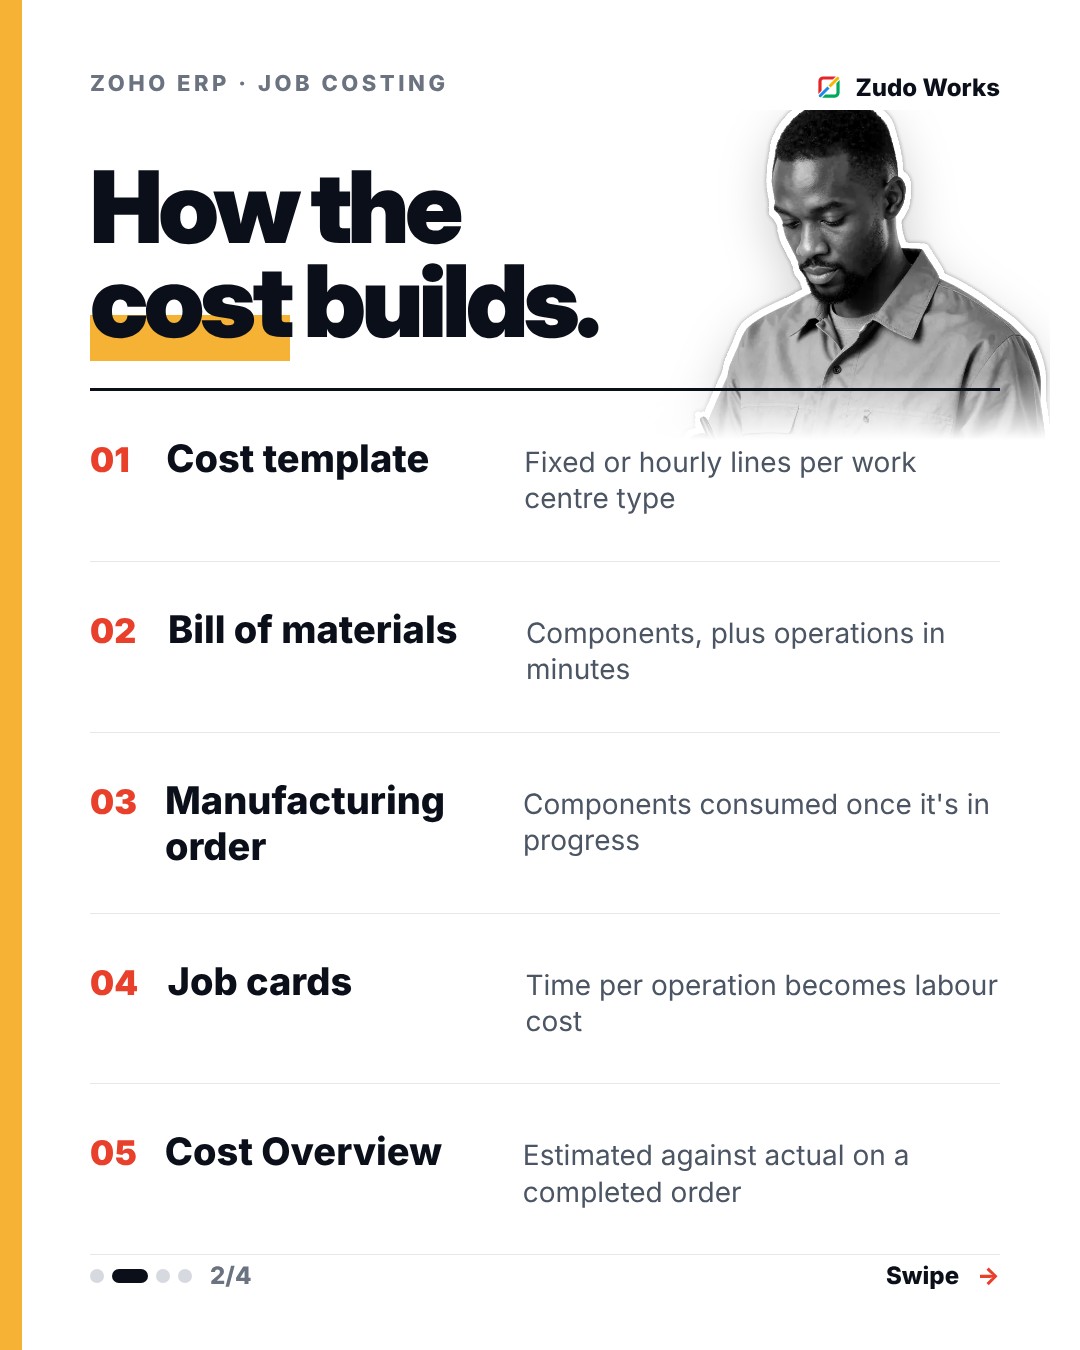 ZOHO ERP · JOB COSTING
Zudo Works
How the
cost builds.
01 Cost template
Fixed or hourly lines per work
centre type
02 Bill of materials
Components, plus operations in
minutes
03 Manufacturing
order
Components consumed once it's in
progress
04 Job cards
Time per operation becomes labour
cost
05 Cost Overview
Estimated against actual on a
completed order
2/4
Swipe →